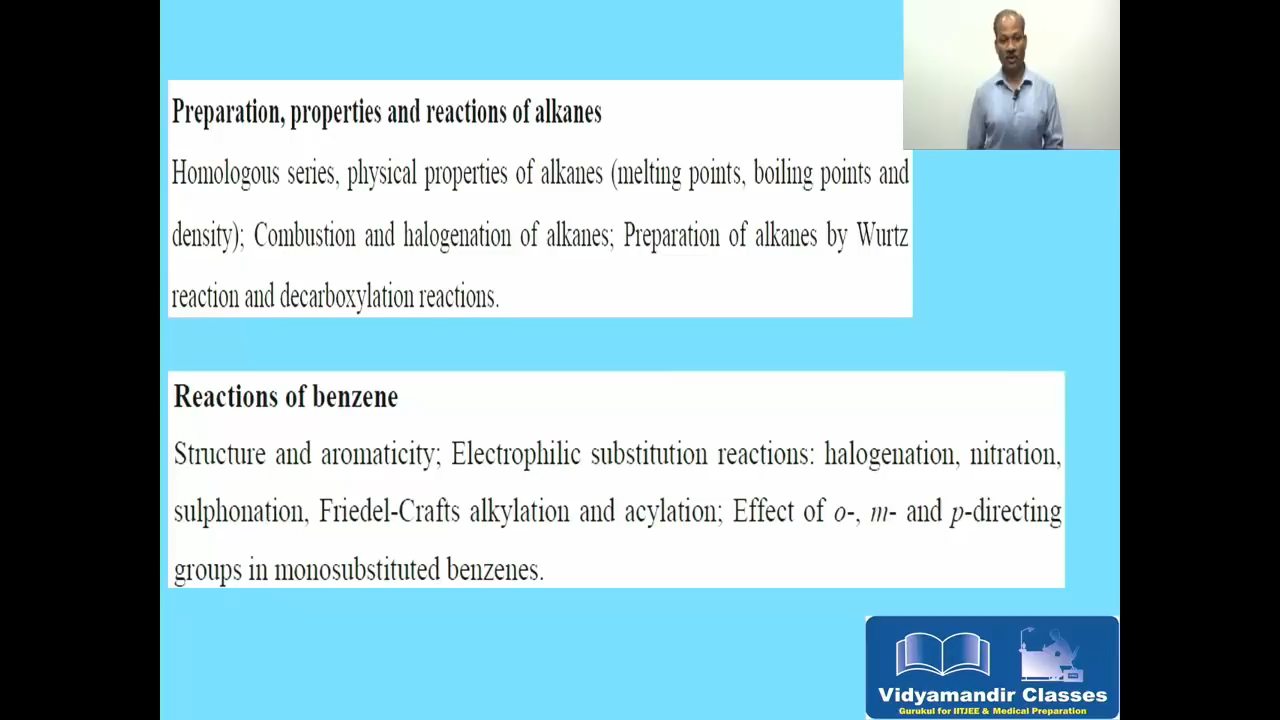 Preparation, properties and reactions of alkanes
Homologous series, physical properties of alkanes (melting points, boiling points and
density); Combustion and halogenation of alkanes; Preparation of alkanes by Wurtz
reaction and decarboxylation reactions.
Reactions of benzene
Structure and aromaticity; Electrophilic substitution reactions: halogenation, nitration,
sulphonation, Friedel-Crafts alkylation and acylation; Effect of o-, m- and p-directing
groups in monosubstituted benzenes.
Vidyamandir Classes
Gurukul for IITJEE & Medical Preparation